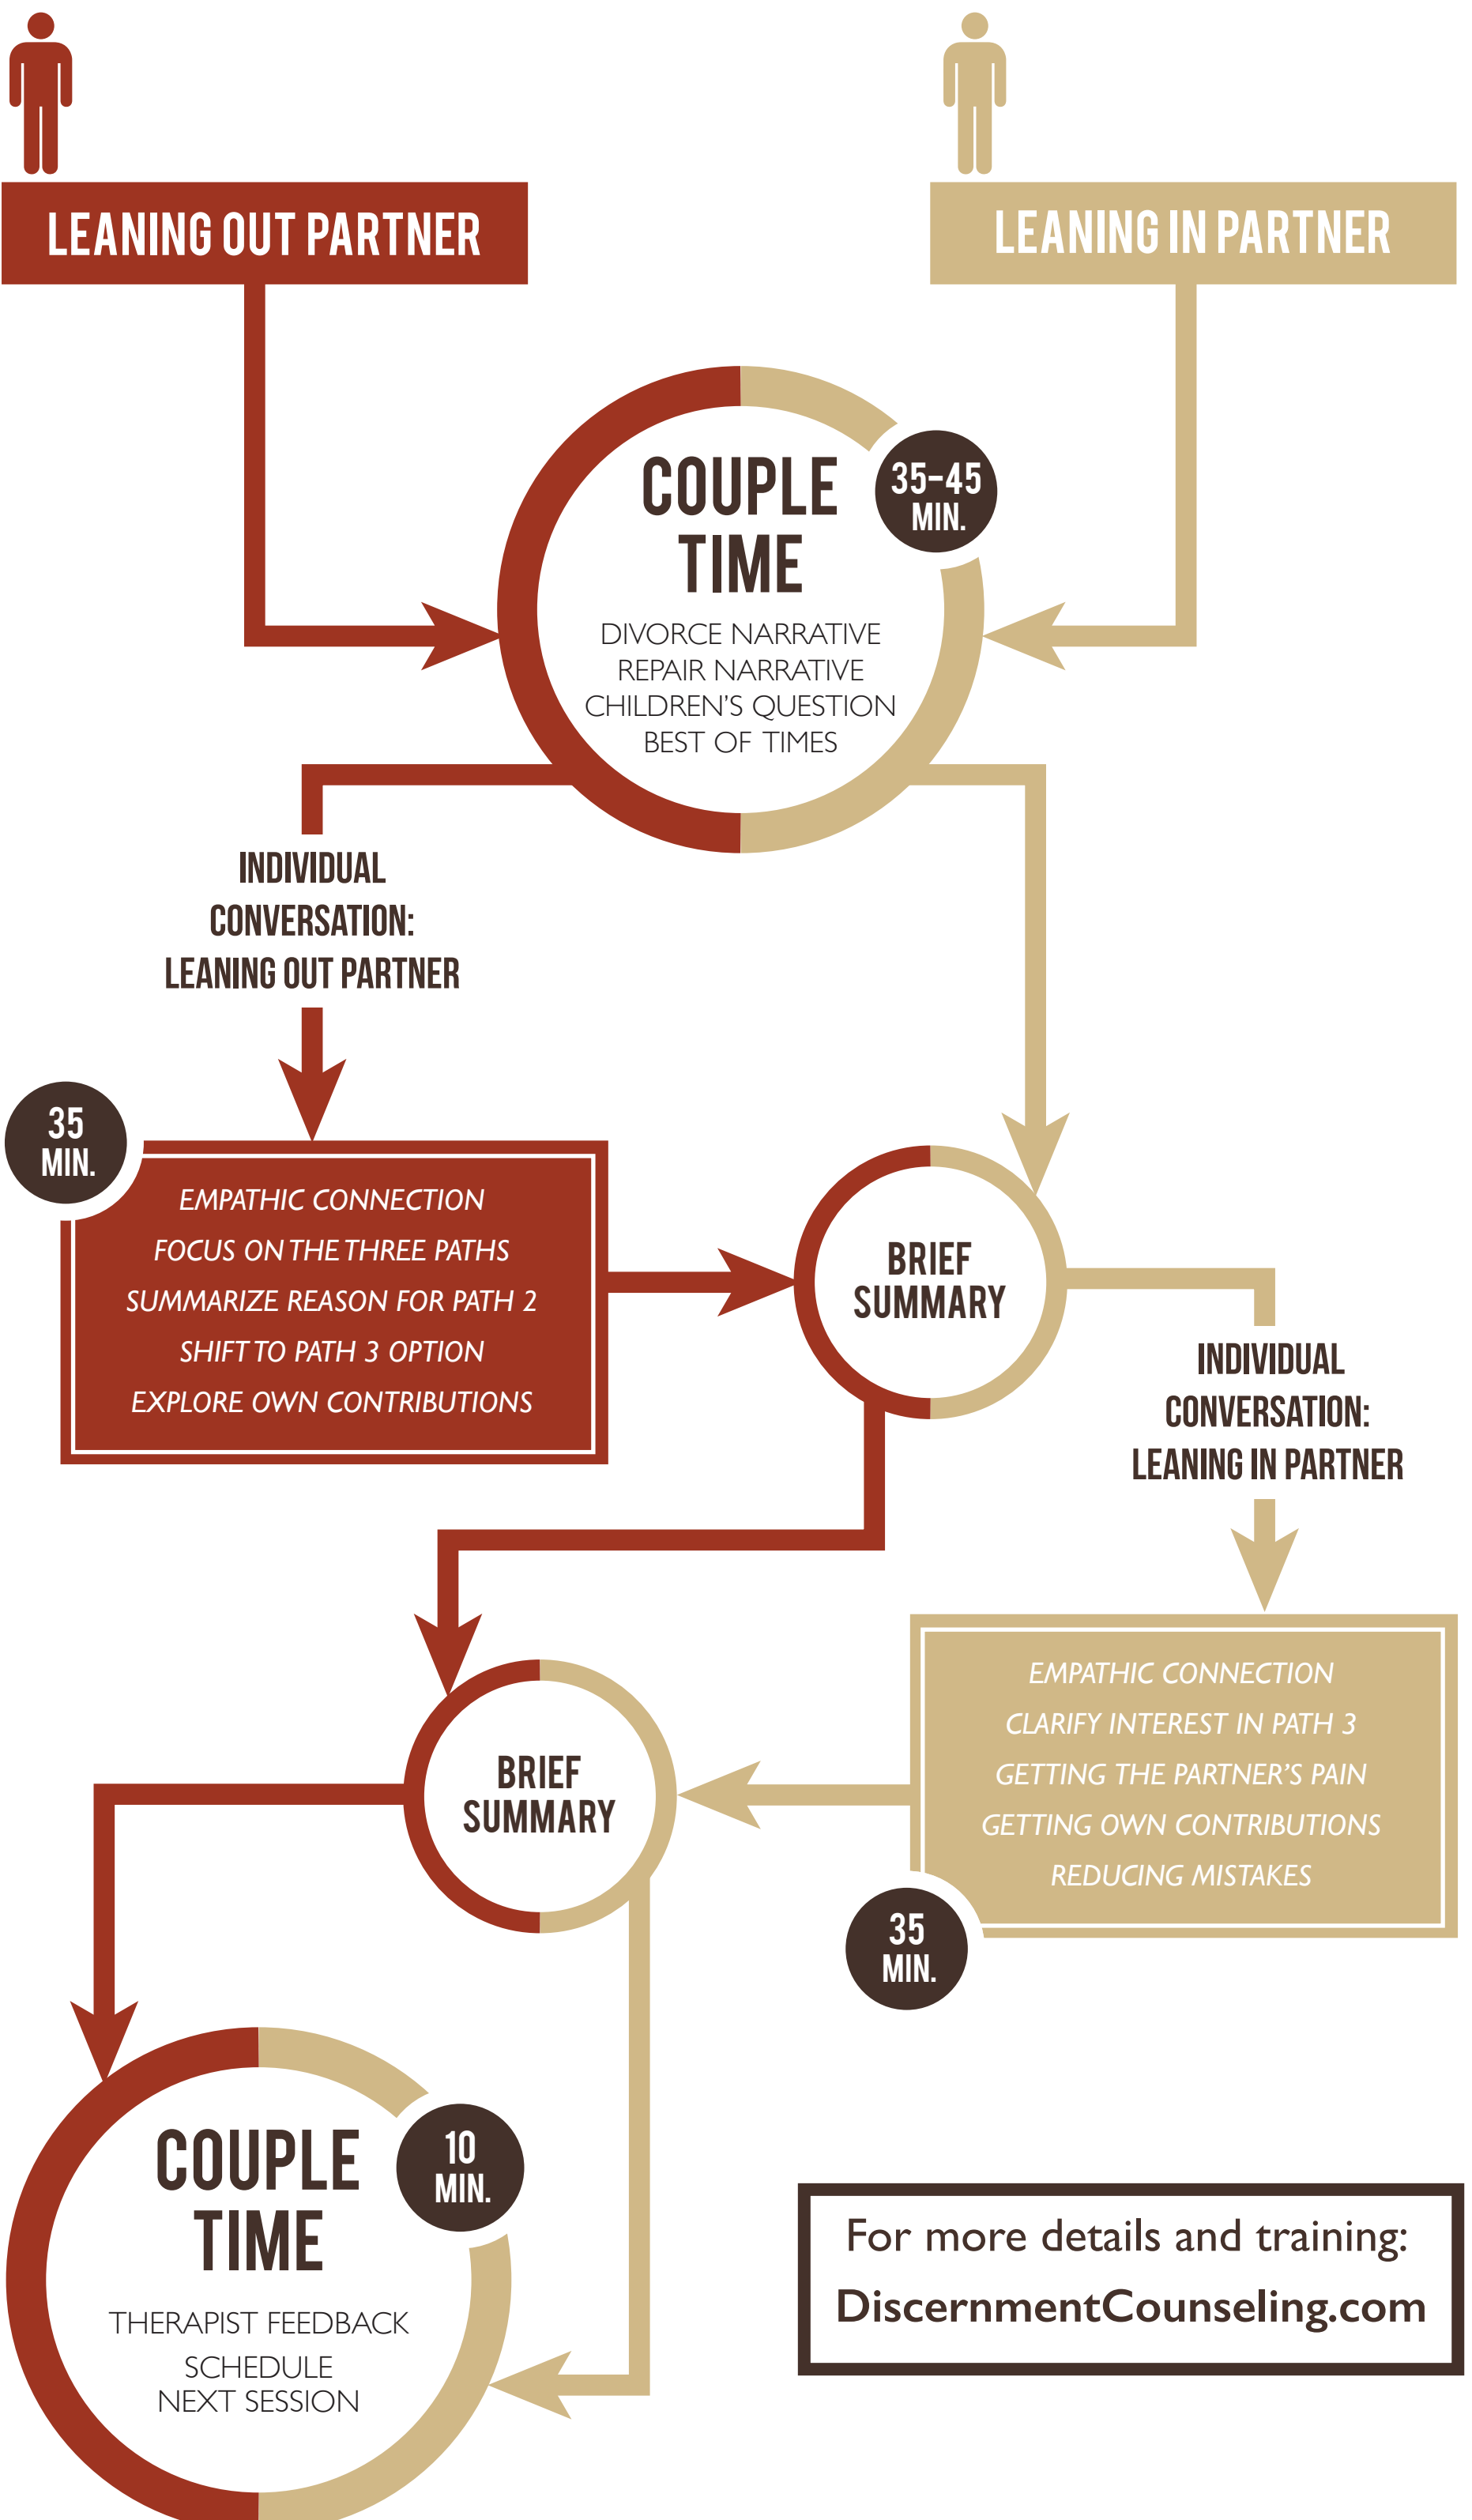 LEANING OUT PARTNER
LEANING IN PARTNER
COUPLE
TIME
35-45
MIN.
DIVORCE NARRATIVE
REPAIR NARRATIVE
CHILDREN'S QUESTION
BEST OF TIMES
INDIVIDUAL
CONVERSATION:
LEANING OUT PARTNER
35
MIN.
EMPATHIC CONNECTION
FOCUS ON THE THREE PATHS
SUMMARIZE REASON FOR PATH 2
SHIFT TO PATH 3 OPTION
EXPLORE OWN CONTRIBUTIONS
BRIEF
SUMMARY
INDIVIDUAL
CONVERSATION:
LEANING IN PARTNER
EMPATHIC CONNECTION
CLARIFY INTEREST IN PATH 3
GETTING THE PARTNER'S PAIN
GETTING OWN CONTRIBUTIONS
REDUCING MISTAKES
35
MIN.
BRIEF
SUMMARY
COUPLE
TIME
10
MIN.
THERAPIST FEEDBACK
SCHEDULE
NEXT SESSION
For more details and training:
DiscernmentCounseling.com